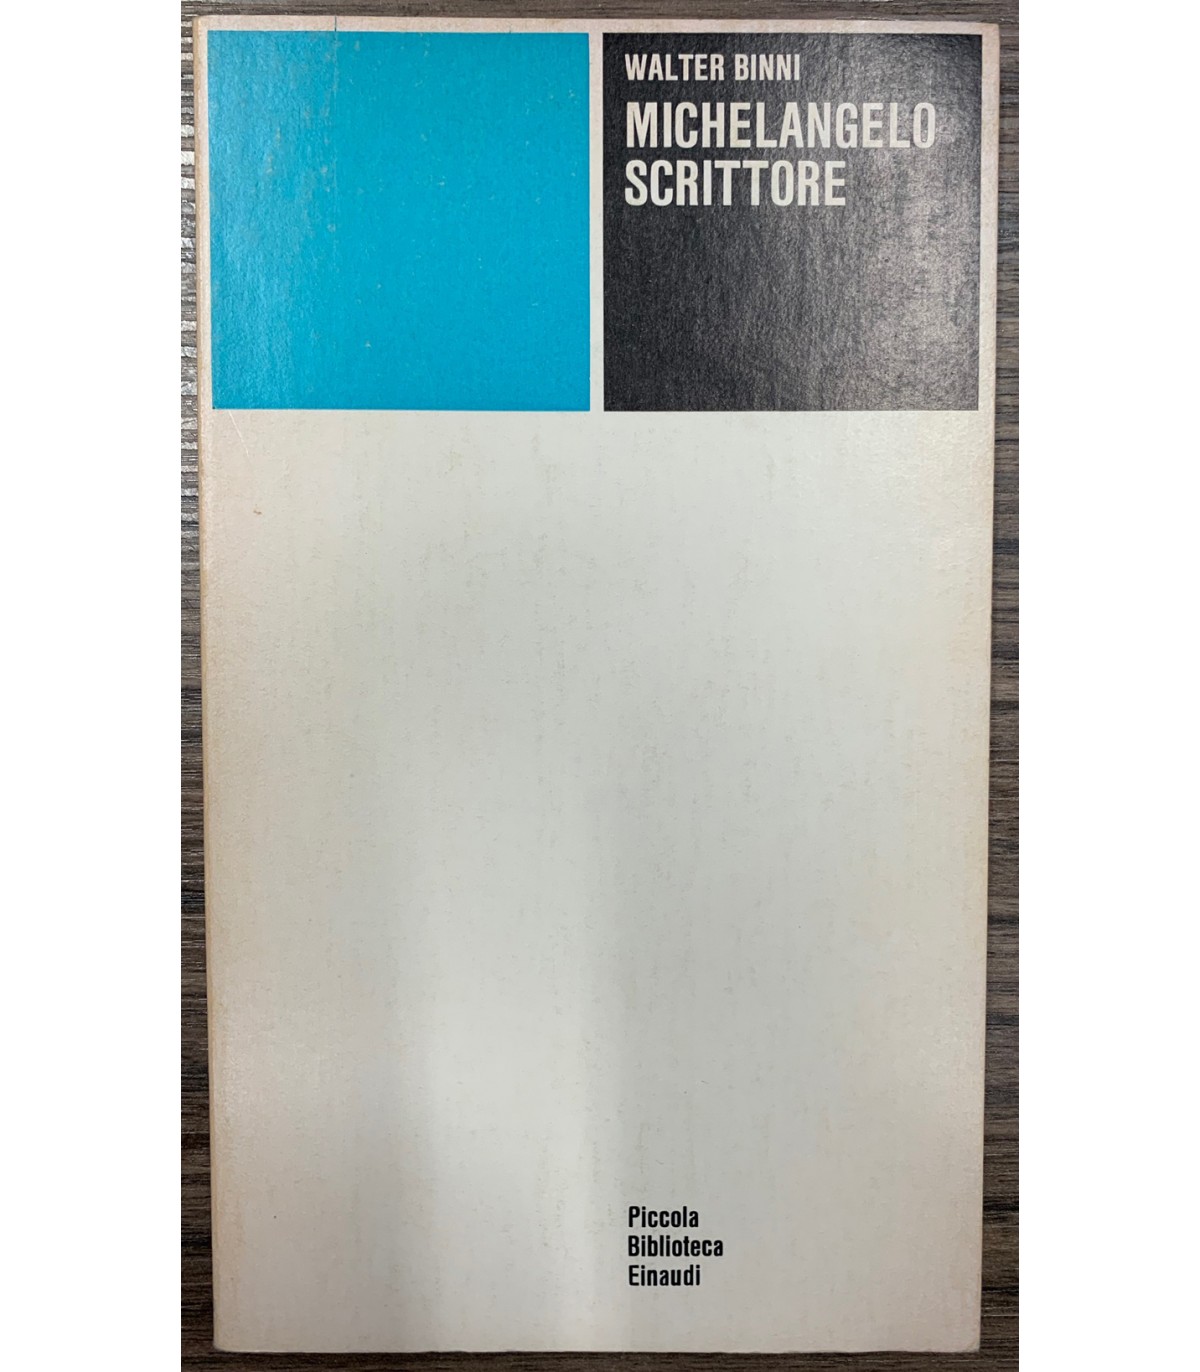 WALTER BINNI
MICHELANGELO
SCRITTORE
Piccola
Biblioteca
Einaudi